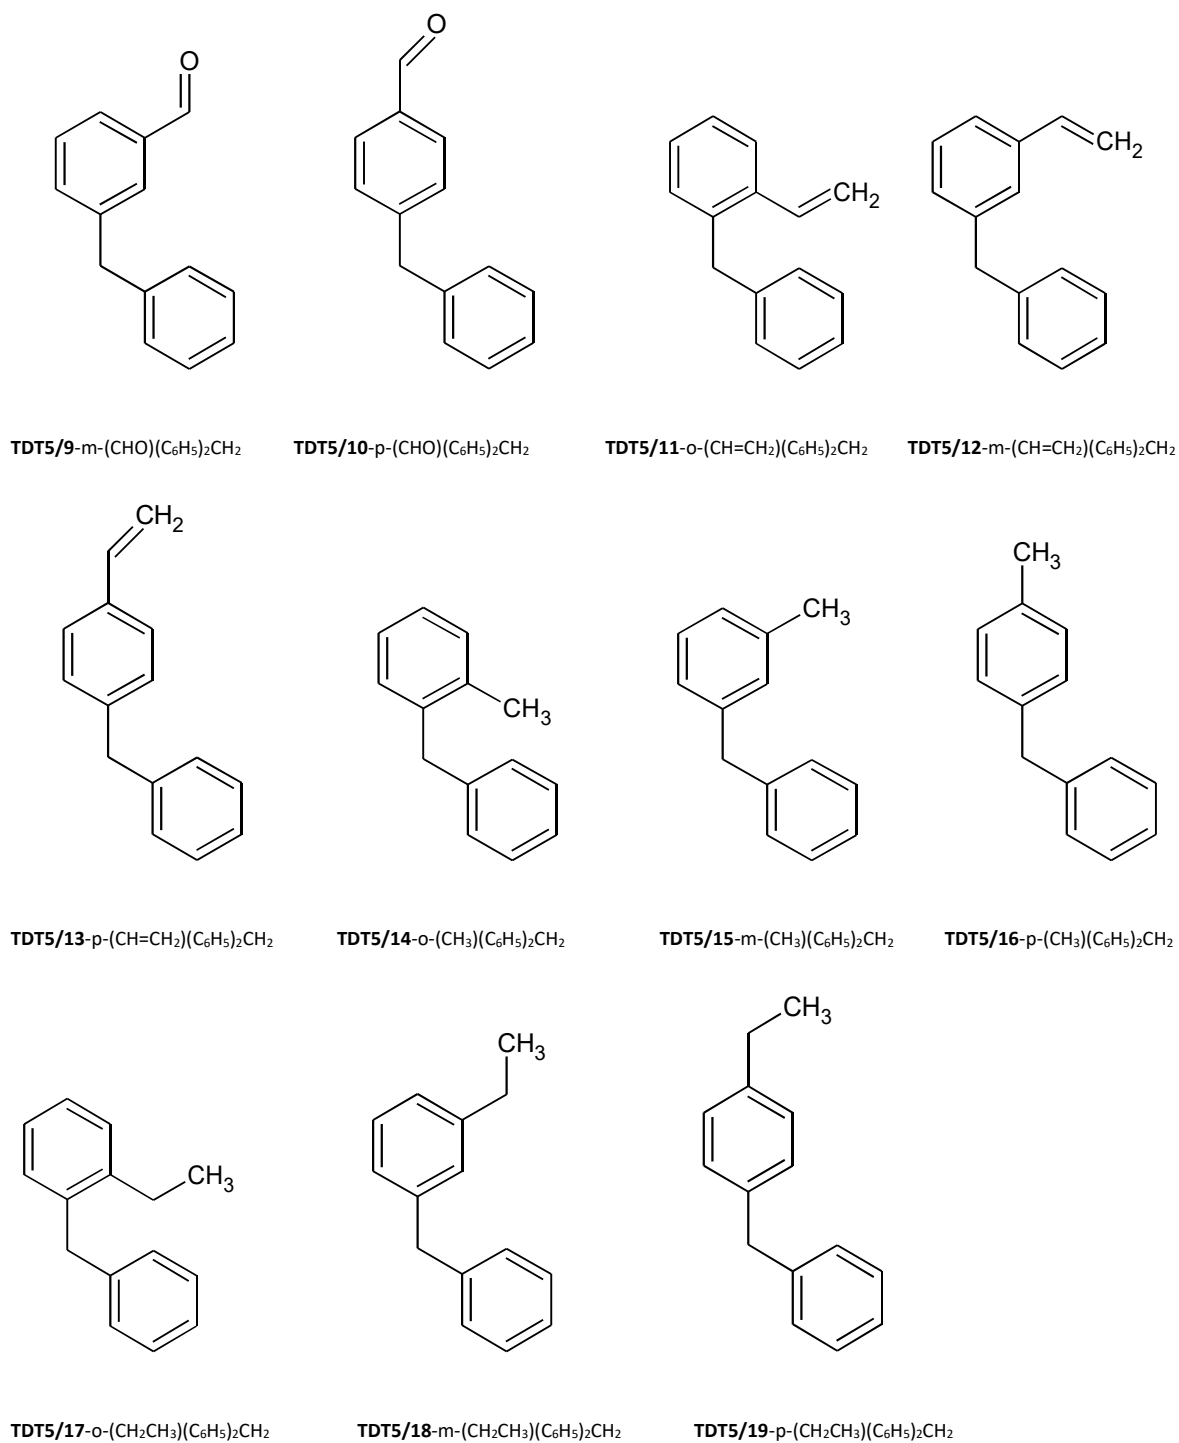 O
O
CH₂
CH₂
TDT5/9-m-(CHO)(C₆H₅)₂CH₂ TDT5/10-p-(CHO)(C₆H₅)₂CH₂ TDT5/11-o-(CH=CH₂)(C₆H₅)₂CH₂ TDT5/12-m-(CH=CH₂)(C₆H₅)₂CH₂
CH₂
CH₃
CH₃
CH₃
TDT5/13-p-(CH=CH₂)(C₆H₅)₂CH₂ TDT5/14-o-(CH₃)(C₆H₅)₂CH₂ TDT5/15-m-(CH₃)(C₆H₅)₂CH₂ TDT5/16-p-(CH₃)(C₆H₅)₂CH₂
CH₃
CH₃
CH₃
TDT5/17-o-(CH₂CH₃)(C₆H₅)₂CH₂ TDT5/18-m-(CH₂CH₃)(C₆H₅)₂CH₂ TDT5/19-p-(CH₂CH₃)(C₆H₅)₂CH₂